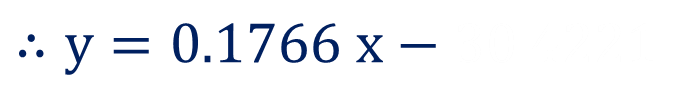 ∴ y = 0.1766 x −